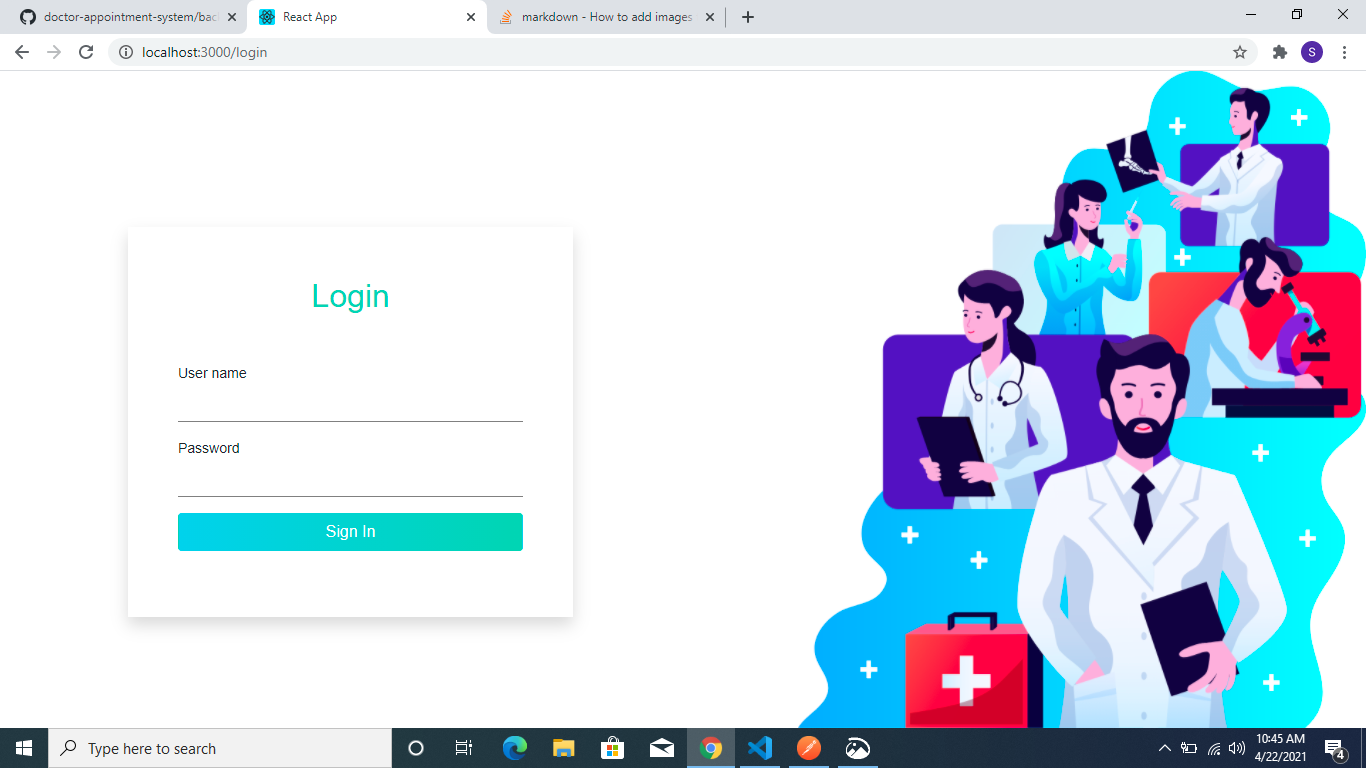 doctor-appointment-system/bac
React App
markdown - How to add images
localhost:3000/login
S
Login
User name
Password
Sign In
Type here to search
10:45 AM
4/22/2021
4